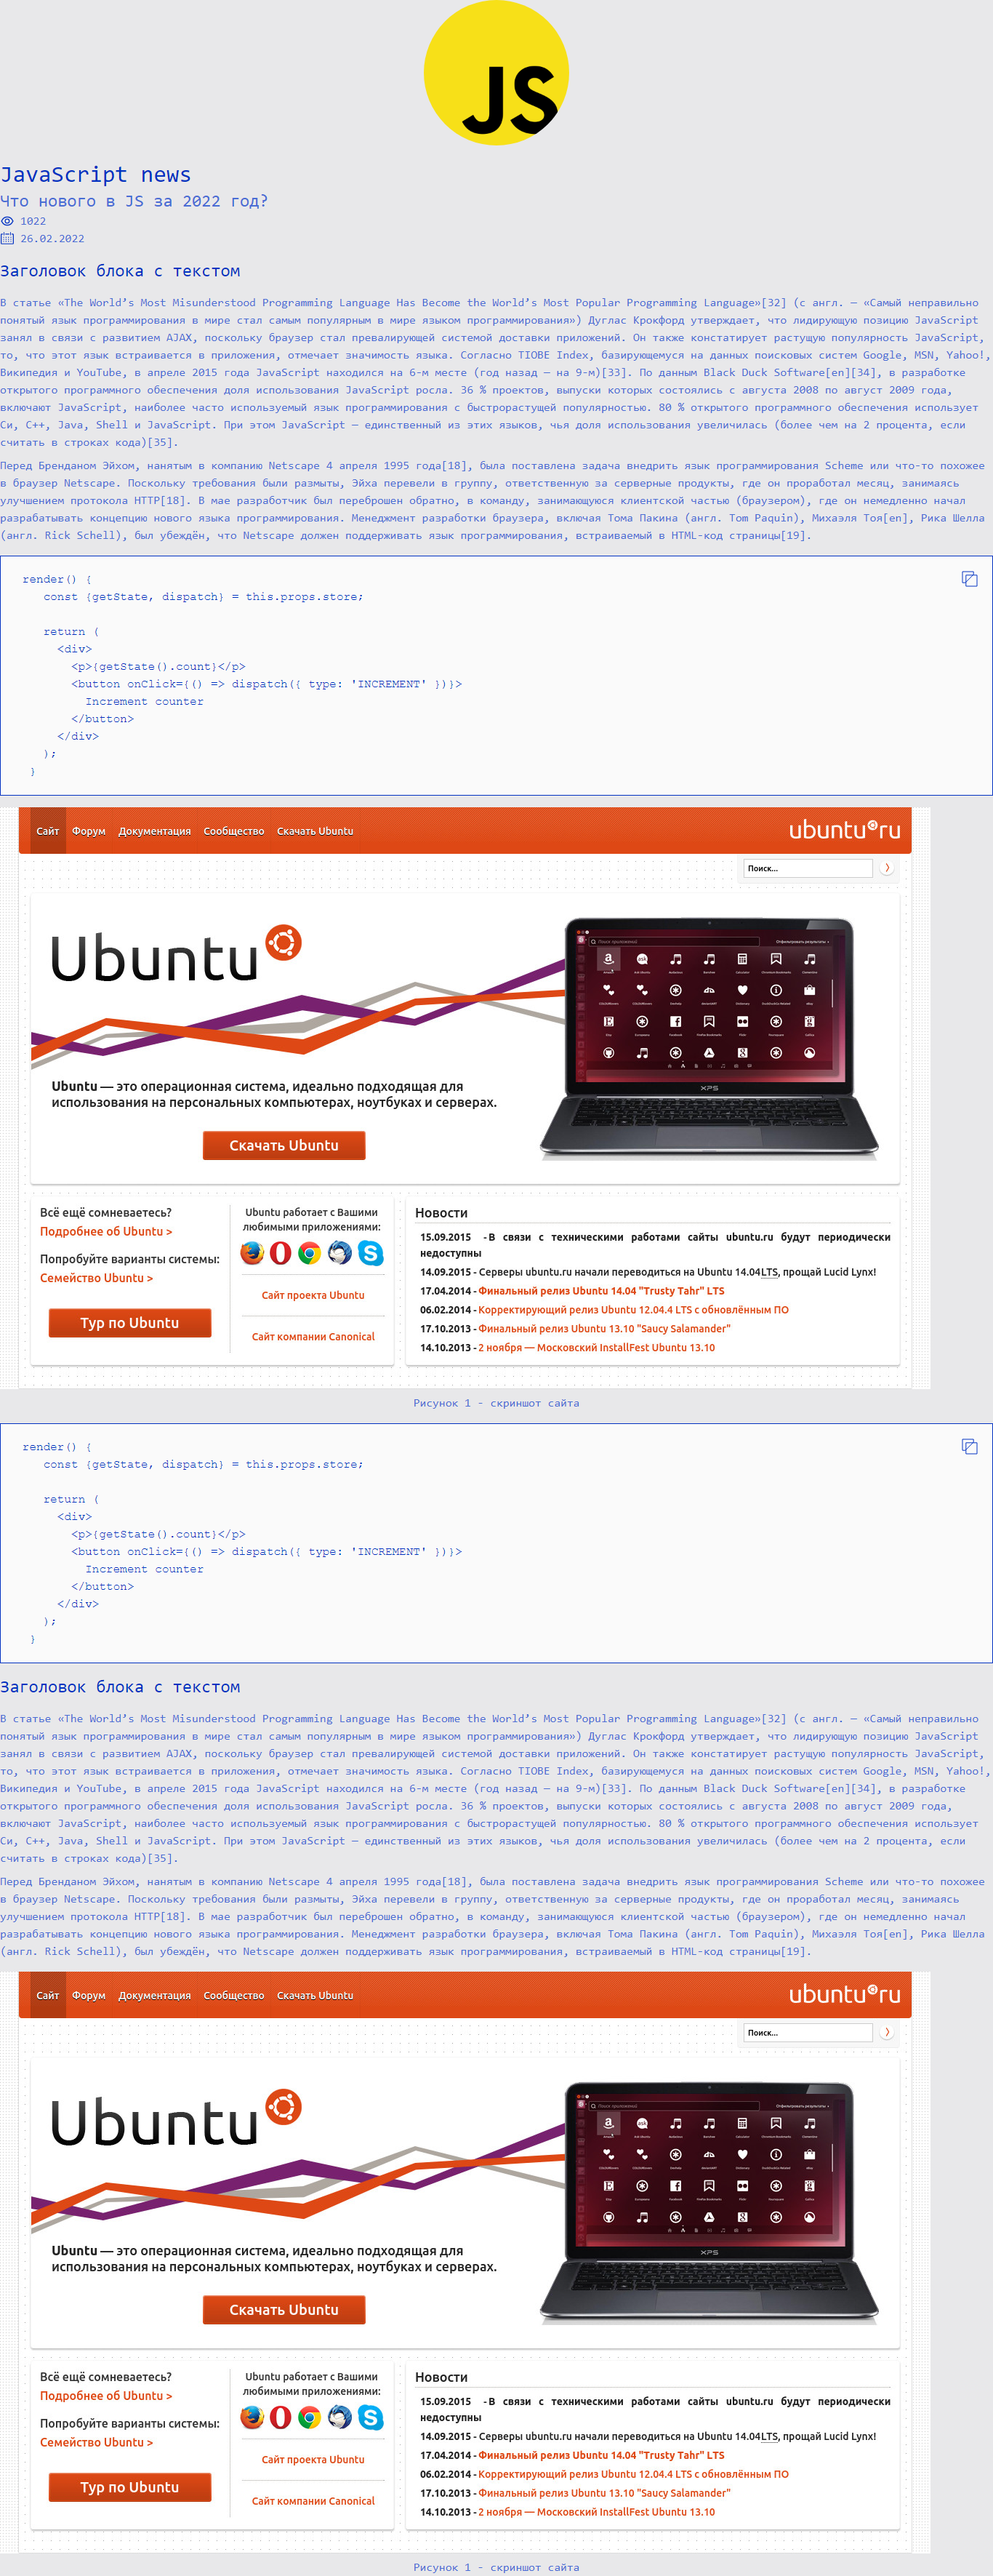 JS
JavaScript news
Что нового в JS за 2022 год?
1022
26.02.2022
Заголовок блока с текстом
В статье «The World’s Most Misunderstood Programming Language Has Become the World’s Most Popular Programming Language»[32] (с англ. — «Самый неправильно
понятый язык программирования в мире стал самым популярным в мире языком программирования») Дуглас Крокфорд утверждает, что лидирующую позицию JavaScript
занял в связи с развитием AJAX, поскольку браузер стал превалирующей системой доставки приложений. Он также констатирует растущую популярность JavaScript,
то, что этот язык встраивается в приложения, отмечает значимость языка. Согласно TIOBE Index, базирующемуся на данных поисковых систем Google, MSN, Yahoo!,
Википедия и YouTube, в апреле 2015 года JavaScript находился на 6-м месте (год назад — на 9-м)[33]. По данным Black Duck Software[en][34], в разработке
открытого программного обеспечения доля использования JavaScript росла. 36 % проектов, выпуски которых состоялись с августа 2008 по август 2009 года,
включают JavaScript, наиболее часто используемый язык программирования с быстрорастущей популярностью. 80 % открытого программного обеспечения использует
Си, C++, Java, Shell и JavaScript. При этом JavaScript — единственный из этих языков, чья доля использования увеличилась (более чем на 2 процента, если
считать в строках кода)[35].
Перед Бренданом Эйхом, нанятым в компанию Netscape 4 апреля 1995 года[18], была поставлена задача внедрить язык программирования Scheme или что-то похожее
в браузер Netscape. Поскольку требования были размыты, Эйха перевели в группу, ответственную за серверные продукты, где он проработал месяц, занимаясь
улучшением протокола HTTP[18]. В мае разработчик был переброшен обратно, в команду, занимающуюся клиентской частью (браузером), где он немедленно начал
разрабатывать концепцию нового языка программирования. Менеджмент разработки браузера, включая Тома Пакина (англ. Tom Paquin), Михаэля Тоя[en], Рика Шелла
(англ. Rick Schell), был убеждён, что Netscape должен поддерживать язык программирования, встраиваемый в HTML-код страницы[19].
render() {
const {getState, dispatch} = this.props.store;
return (
<div>
<p>{getState().count}</p>
<button onClick={() => dispatch({ type: 'INCREMENT' })}>
Increment counter
</button>
</div>
);
}
Сайт Форум Документация Сообщество Скачать Ubuntu ubuntu ru
Поиск...
Ubuntu
Отфильтровать результаты
XPS
Ubuntu — это операционная система, идеально подходящая для
использования на персональных компьютерах, ноутбуках и серверах.
Скачать Ubuntu
Всё ещё сомневаетесь?
Подробнее об Ubuntu >
Попробуйте варианты системы:
Семейство Ubuntu >
Тур по Ubuntu
Ubuntu работает с Вашими
любимыми приложениями:
Сайт проекта Ubuntu
Сайт компании Canonical
Новости
15.09.2015 - В связи с техническими работами сайты ubuntu.ru будут периодически
недоступны
14.09.2015 - Серверы ubuntu.ru начали переводиться на Ubuntu 14.04LTS, прощай Lucid Lynx!
17.04.2014 - Финальный релиз Ubuntu 14.04 "Trusty Tahr" LTS
06.02.2014 - Корректирующий релиз Ubuntu 12.04.4 LTS с обновлённым ПО
17.10.2013 - Финальный релиз Ubuntu 13.10 "Saucy Salamander"
14.10.2013 - 2 ноября — Московский InstallFest Ubuntu 13.10
Рисунок 1 - скриншот сайта
render() {
const {getState, dispatch} = this.props.store;
return (
<div>
<p>{getState().count}</p>
<button onClick={() => dispatch({ type: 'INCREMENT' })}>
Increment counter
</button>
</div>
);
}
Заголовок блока с текстом
В статье «The World’s Most Misunderstood Programming Language Has Become the World’s Most Popular Programming Language»[32] (с англ. — «Самый неправильно
понятый язык программирования в мире стал самым популярным в мире языком программирования») Дуглас Крокфорд утверждает, что лидирующую позицию JavaScript
занял в связи с развитием AJAX, поскольку браузер стал превалирующей системой доставки приложений. Он также констатирует растущую популярность JavaScript,
то, что этот язык встраивается в приложения, отмечает значимость языка. Согласно TIOBE Index, базирующемуся на данных поисковых систем Google, MSN, Yahoo!,
Википедия и YouTube, в апреле 2015 года JavaScript находился на 6-м месте (год назад — на 9-м)[33]. По данным Black Duck Software[en][34], в разработке
открытого программного обеспечения доля использования JavaScript росла. 36 % проектов, выпуски которых состоялись с августа 2008 по август 2009 года,
включают JavaScript, наиболее часто используемый язык программирования с быстрорастущей популярностью. 80 % открытого программного обеспечения использует
Си, C++, Java, Shell и JavaScript. При этом JavaScript — единственный из этих языков, чья доля использования увеличилась (более чем на 2 процента, если
считать в строках кода)[35].
Перед Бренданом Эйхом, нанятым в компанию Netscape 4 апреля 1995 года[18], была поставлена задача внедрить язык программирования Scheme или что-то похожее
в браузер Netscape. Поскольку требования были размыты, Эйха перевели в группу, ответственную за серверные продукты, где он проработал месяц, занимаясь
улучшением протокола HTTP[18]. В мае разработчик был переброшен обратно, в команду, занимающуюся клиентской частью (браузером), где он немедленно начал
разрабатывать концепцию нового языка программирования. Менеджмент разработки браузера, включая Тома Пакина (англ. Tom Paquin), Михаэля Тоя[en], Рика Шелла
(англ. Rick Schell), был убеждён, что Netscape должен поддерживать язык программирования, встраиваемый в HTML-код страницы[19].
Сайт Форум Документация Сообщество Скачать Ubuntu ubuntu ru
Поиск...
Ubuntu
Отфильтровать результаты
XPS
Ubuntu — это операционная система, идеально подходящая для
использования на персональных компьютерах, ноутбуках и серверах.
Скачать Ubuntu
Всё ещё сомневаетесь?
Подробнее об Ubuntu >
Попробуйте варианты системы:
Семейство Ubuntu >
Тур по Ubuntu
Ubuntu работает с Вашими
любимыми приложениями:
Сайт проекта Ubuntu
Сайт компании Canonical
Новости
15.09.2015 - В связи с техническими работами сайты ubuntu.ru будут периодически
недоступны
14.09.2015 - Серверы ubuntu.ru начали переводиться на Ubuntu 14.04LTS, прощай Lucid Lynx!
17.04.2014 - Финальный релиз Ubuntu 14.04 "Trusty Tahr" LTS
06.02.2014 - Корректирующий релиз Ubuntu 12.04.4 LTS с обновлённым ПО
17.10.2013 - Финальный релиз Ubuntu 13.10 "Saucy Salamander"
14.10.2013 - 2 ноября — Московский InstallFest Ubuntu 13.10
Рисунок 1 - скриншот сайта